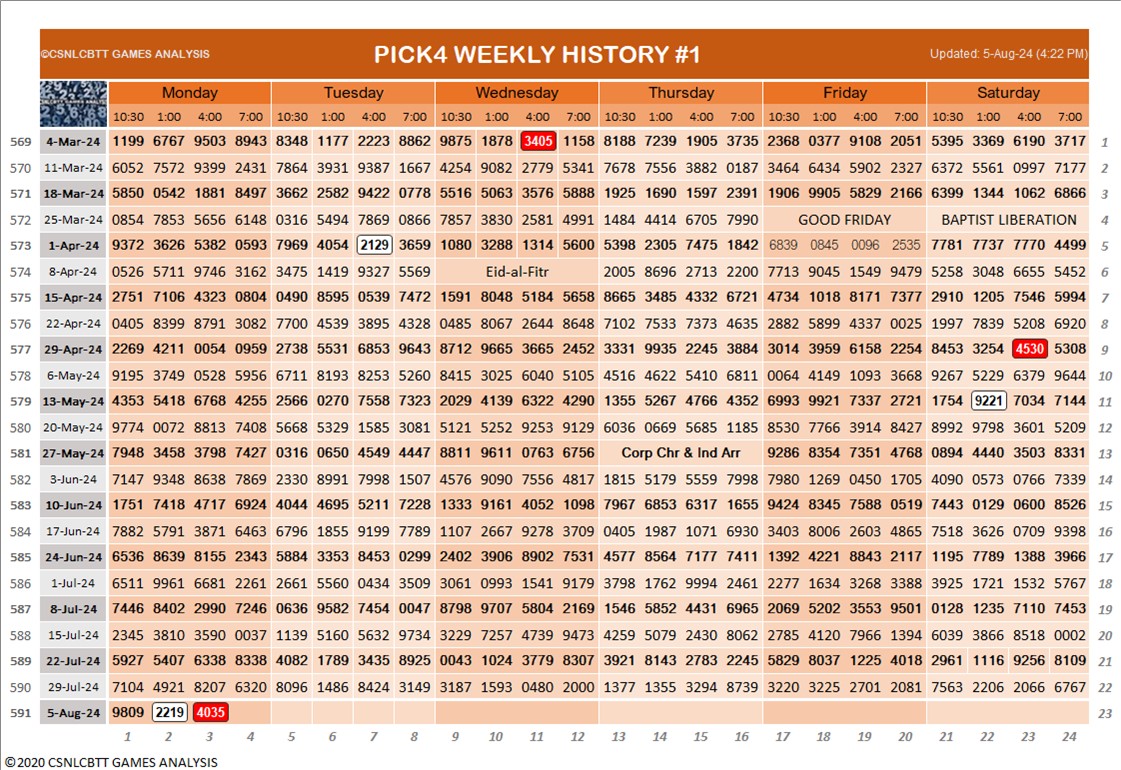 ©CSNLCBTT GAMES ANALYSIS PICK4 WEEKLY HISTORY #1 Updated: 5-Aug-24 (4:22 PM)
CSNLCBTT GAMES ANALYSIS Monday Tuesday Wednesday Thursday Friday Saturday
10:30 1:00 4:00 7:00 10:30 1:00 4:00 7:00 10:30 10:00 4:00 12:00 10:30 1:00 4:00 7:00 10:30 1:00 4:00 7:00 10:30 1:00 4:00 7:00
569 4-Mar-24 1199 6767 9503 8943 8348 1177 2223 8862 9875 1878 3405 1158 8188 7239 1905 3735 2368 0377 9108 2051 5395 3369 6190 3717 1
570 11-Mar-24 6052 7572 9399 2431 7864 3931 9387 1667 4254 9082 2779 5341 7678 7556 3882 0187 3464 6434 5902 2327 6372 5561 0997 7177 2
571 18-Mar-24 5850 0542 1881 8497 3662 2582 9422 0778 5516 5063 3576 5888 1925 1690 1597 2391 1906 9905 5829 2166 6399 1344 1062 6866 3
572 25-Mar-24 0854 7853 5656 6148 0316 5494 7869 0866 7857 3830 2581 4991 1484 4414 6705 7990 GOOD FRIDAY BAPTIST LIBERATION 4
573 1-Apr-24 9372 3626 5382 0593 7969 4054 2129 3659 1080 3288 1314 5600 5398 2305 7475 1842 6839 0845 0096 2535 7781 7737 7770 4499 5
574 8-Apr-24 0526 5711 9746 3162 3475 1419 9327 5569 Eid-al-Fitr 2005 8696 2713 2200 7713 9045 1549 9479 5258 3048 6655 5452 6
575 15-Apr-24 2751 7106 4323 0804 0490 8595 0539 7472 1591 8048 5184 5658 8665 3485 4332 6721 4734 1018 8171 7377 2910 1205 7546 5994 7
576 22-Apr-24 0405 8399 8791 3082 7700 4539 3895 4328 0485 8067 2644 8648 7102 7533 7373 4635 2882 5899 4337 0025 1997 7839 5208 6920 8
577 29-Apr-24 2269 4211 0054 0959 2738 5531 6853 9643 8712 9665 3665 2452 3331 9935 2245 3884 3014 3959 6158 2254 8453 3254 4530 5308 9
578 6-May-24 9195 3749 0528 5956 6711 8193 8253 5260 8415 3025 6040 5105 4516 4622 5410 6811 0064 4149 1093 3668 9267 5229 6379 9644 10
579 13-May-24 4353 5418 6768 4255 2566 0270 7558 7323 2029 4139 6322 4290 1355 5267 4766 4352 6993 9921 7337 2721 1754 9221 7034 7144 11
580 20-May-24 9774 0072 8813 7408 5668 5329 1585 3081 5121 5252 9253 9129 6036 0669 5685 1185 8530 7766 3914 8427 8992 9798 3601 5209 12
581 27-May-24 7948 3458 3798 7427 0316 0650 4549 4447 8811 9611 0763 6756 Corp Chr & Ind Arr 9286 8354 7351 4768 0894 4440 3503 8331 13
582 3-Jun-24 7147 9348 8638 7869 2330 8991 7998 1507 4576 9090 7556 4817 1815 5179 5559 7998 7980 1269 0450 1705 4090 0573 0766 7339 14
583 10-Jun-24 1751 7418 4717 6924 4044 4695 5211 7228 1333 9161 4052 1098 7967 6853 6317 1655 9424 8345 7588 0519 7443 0129 0600 8526 15
584 17-Jun-24 7882 5791 3871 6463 6796 1855 9199 7789 1107 2667 9278 3709 0405 1987 1071 6930 3403 8006 2603 4865 7518 3626 0709 9398 16
585 24-Jun-24 6536 8639 8155 2343 5884 3353 8453 0299 2402 3906 8902 7531 4577 8564 7177 7411 1392 4221 8843 2117 1195 7789 1388 3966 17
586 1-Jul-24 6511 9961 6681 2261 2661 5560 0434 3509 3061 0993 1541 9179 3798 1762 9994 2461 2277 1634 3268 3388 3925 1721 1532 5767 18
587 8-Jul-24 7446 8402 2990 7246 0636 9582 7454 0047 8798 9707 5804 2169 1546 5852 4431 6965 2069 5202 3553 9501 0128 1235 7110 7453 19
588 15-Jul-24 2345 3810 3590 0037 1139 5160 5632 9734 3229 7257 4739 9473 4259 5079 2430 8062 2785 4120 7966 1394 6039 3866 8518 0002 20
589 22-Jul-24 5927 5407 6338 8338 4082 1789 3435 8925 0043 1024 3779 8307 3921 8143 2783 2245 5829 8037 1225 4018 2961 1116 9256 8109 21
590 29-Jul-24 7104 4921 8207 6320 8096 1486 8424 3149 3187 1593 0480 2000 1377 1355 3294 8739 3220 3225 2701 2081 7563 2206 2066 6767 22
591 5-Aug-24 9809 2219 4035 23
1 2 3 4 5 6 7 8 9 10 11 12 13 14 15 16 17 18 19 20 21 22 23 24
©2020 CSNLCBTT GAMES ANALYSIS